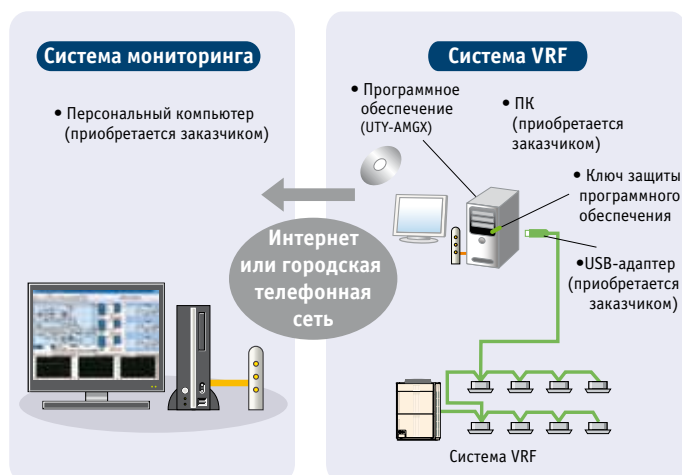 Система мониторинга
• Персональный компьютер
(приобретается заказчиком)
Интернет
или городская
телефонная
сеть
Система VRF
• Программное
обеспечение
(UTY-AMGX)
• ПК
(приобретается
заказчиком)
• Ключ защиты
программного
обеспечения
•USB-адаптер
(приобретается
заказчиком)
Система VRF